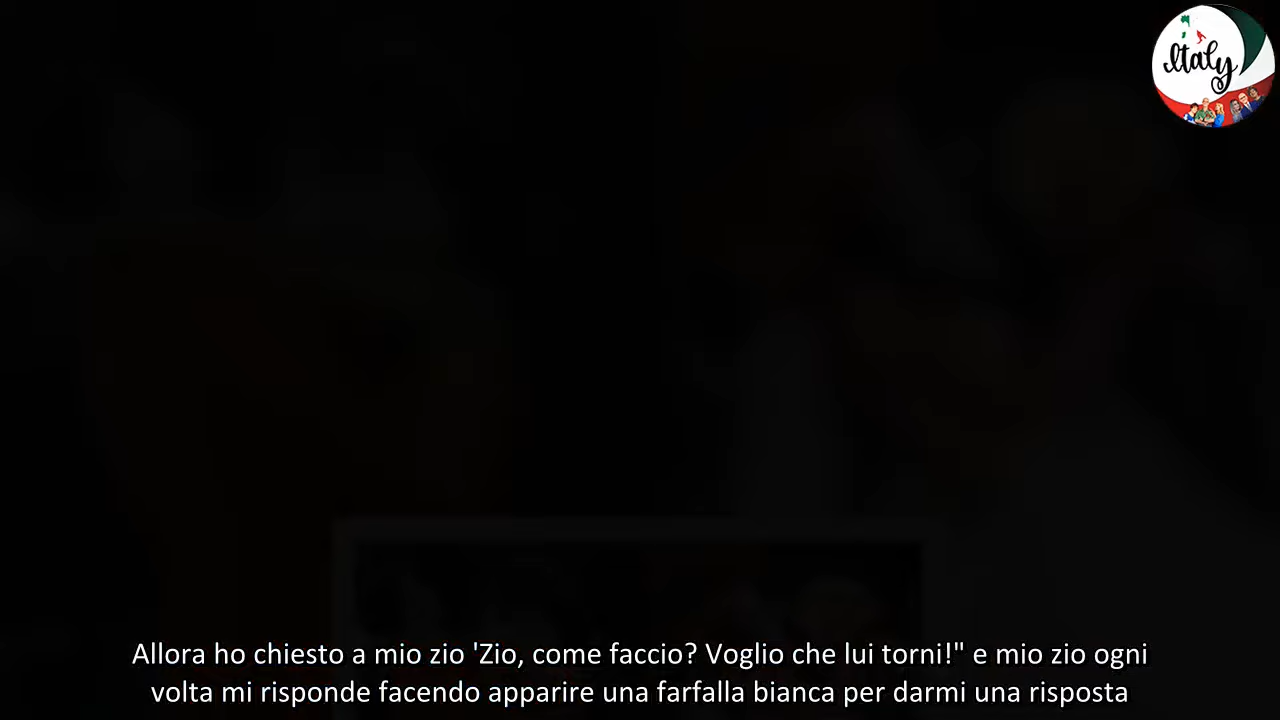 Italy
Allora ho chiesto a mio zio 'Zio, come faccio? Voglio che lui torni!" e mio zio ogni
volta mi risponde facendo apparire una farfalla bianca per darmi una risposta